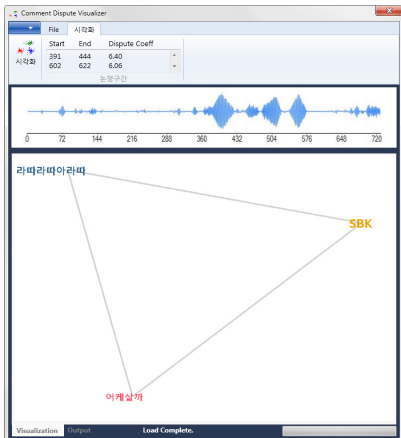 Comment Dispute Visualizer
File 시각화
시각화
Start End Dispute Coeff
391 444 6.40
602 622 6.06
논쟁구간
0 72 144 216 288 360 432 504 576 648 720
라따라따아라따
SBK
어케살까
Visualization Output Load Complete.